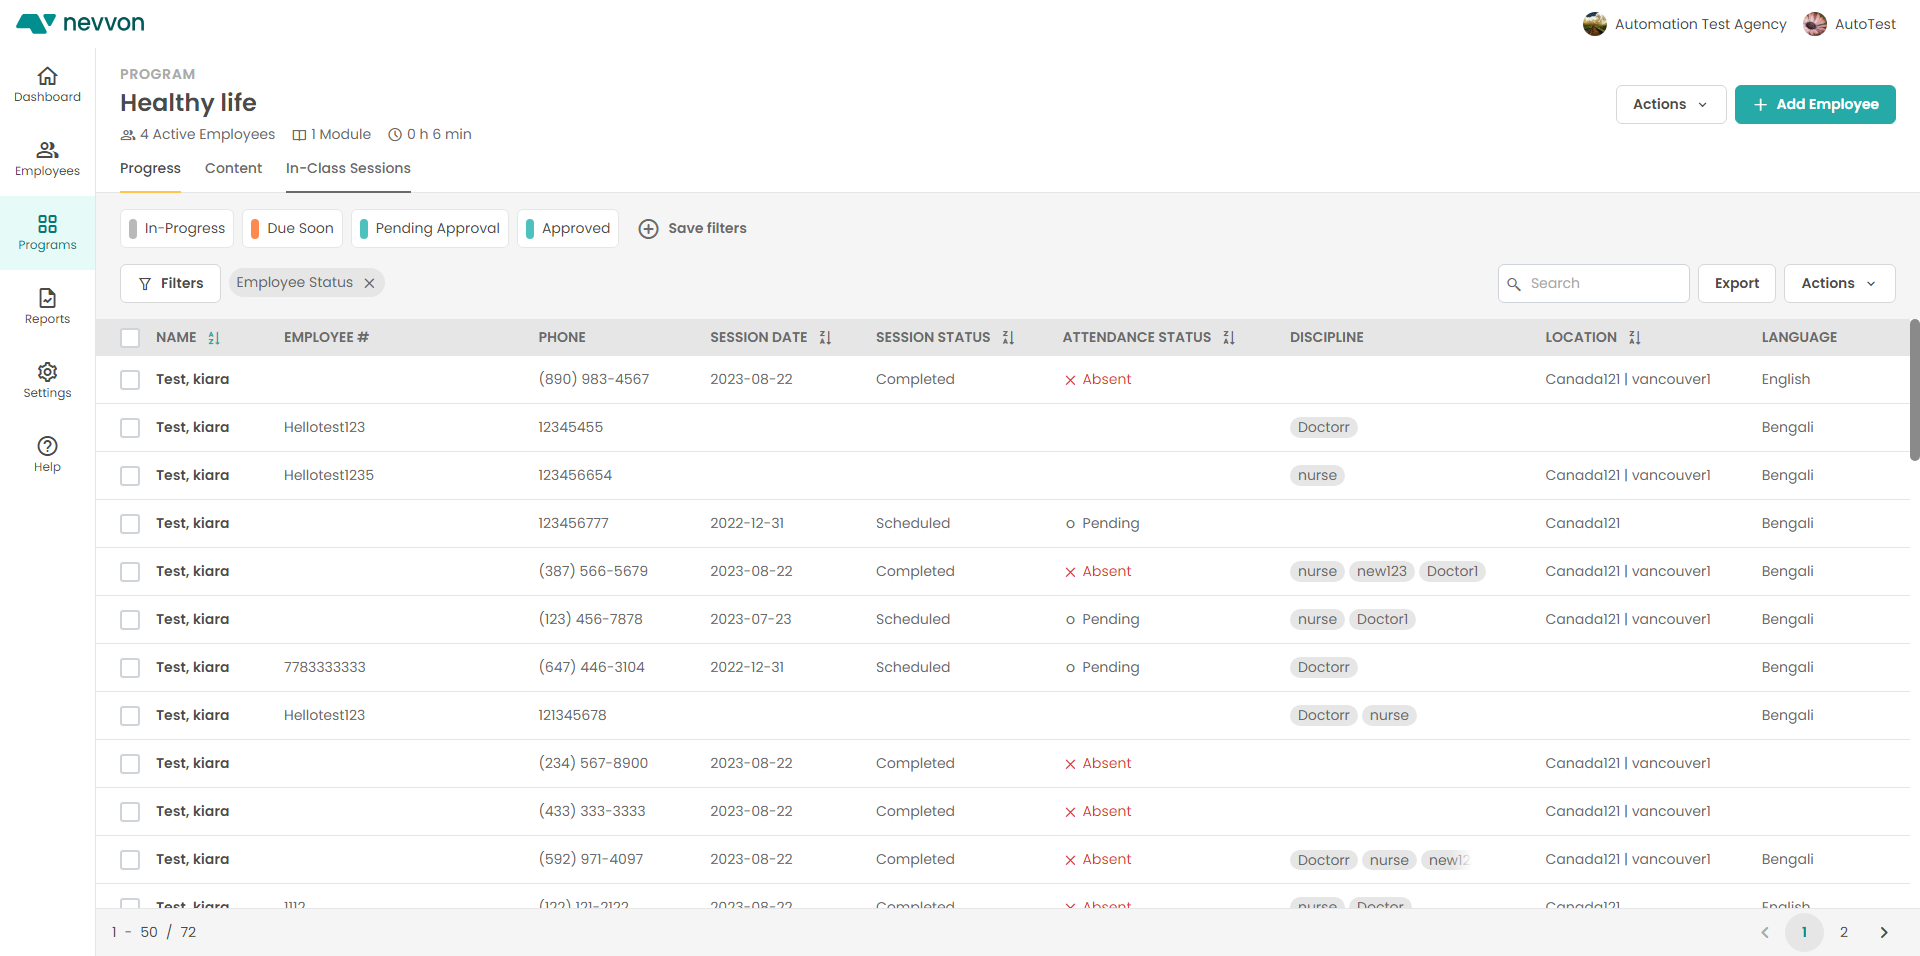 nevvon
Automation Test Agency AutoTest
Dashboard
Employees
Programs
Reports
Settings
Help
PROGRAM
Healthy life
4 Active Employees 1 Module 0 h 6 min
Actions + Add Employee
Progress Content In-Class Sessions
In-Progress Due Soon Pending Approval Approved Save filters
Filters Employee Status Search Export Actions
NAME EMPLOYEE # PHONE SESSION DATE SESSION STATUS ATTENDANCE STATUS DISCIPLINE LOCATION LANGUAGE
Test, kiara (890) 983-4567 2023-08-22 Completed Absent Canada121 | vancouver1 English
Test, kiara Hellotest123 12345455 Doctorr Bengali
Test, kiara Hellotest1235 123456654 nurse Canada121 | vancouver1 Bengali
Test, kiara 123456777 2022-12-31 Scheduled Pending Canada121 Bengali
Test, kiara (387) 566-5679 2023-08-22 Completed Absent nurse new123 Doctor1 Canada121 | vancouver1 Bengali
Test, kiara (123) 456-7878 2023-07-23 Scheduled Pending nurse Doctor1 Canada121 | vancouver1 Bengali
Test, kiara 7783333333 (647) 446-3104 2022-12-31 Scheduled Pending Doctorr Bengali
Test, kiara Hellotest123 121345678 Doctorr nurse Bengali
Test, kiara (234) 567-8900 2023-08-22 Completed Absent Canada121 | vancouver1
Test, kiara (433) 333-3333 2023-08-22 Completed Absent Canada121 | vancouver1
Test, kiara (592) 971-4097 2023-08-22 Completed Absent Doctorr nurse new12 Canada121 | vancouver1 Bengali
Test, kiara 1112 (122) 121-2122 2023-08-22 Completed Absent nurse Doctor Canada121 English
1 - 50 / 72 1 2